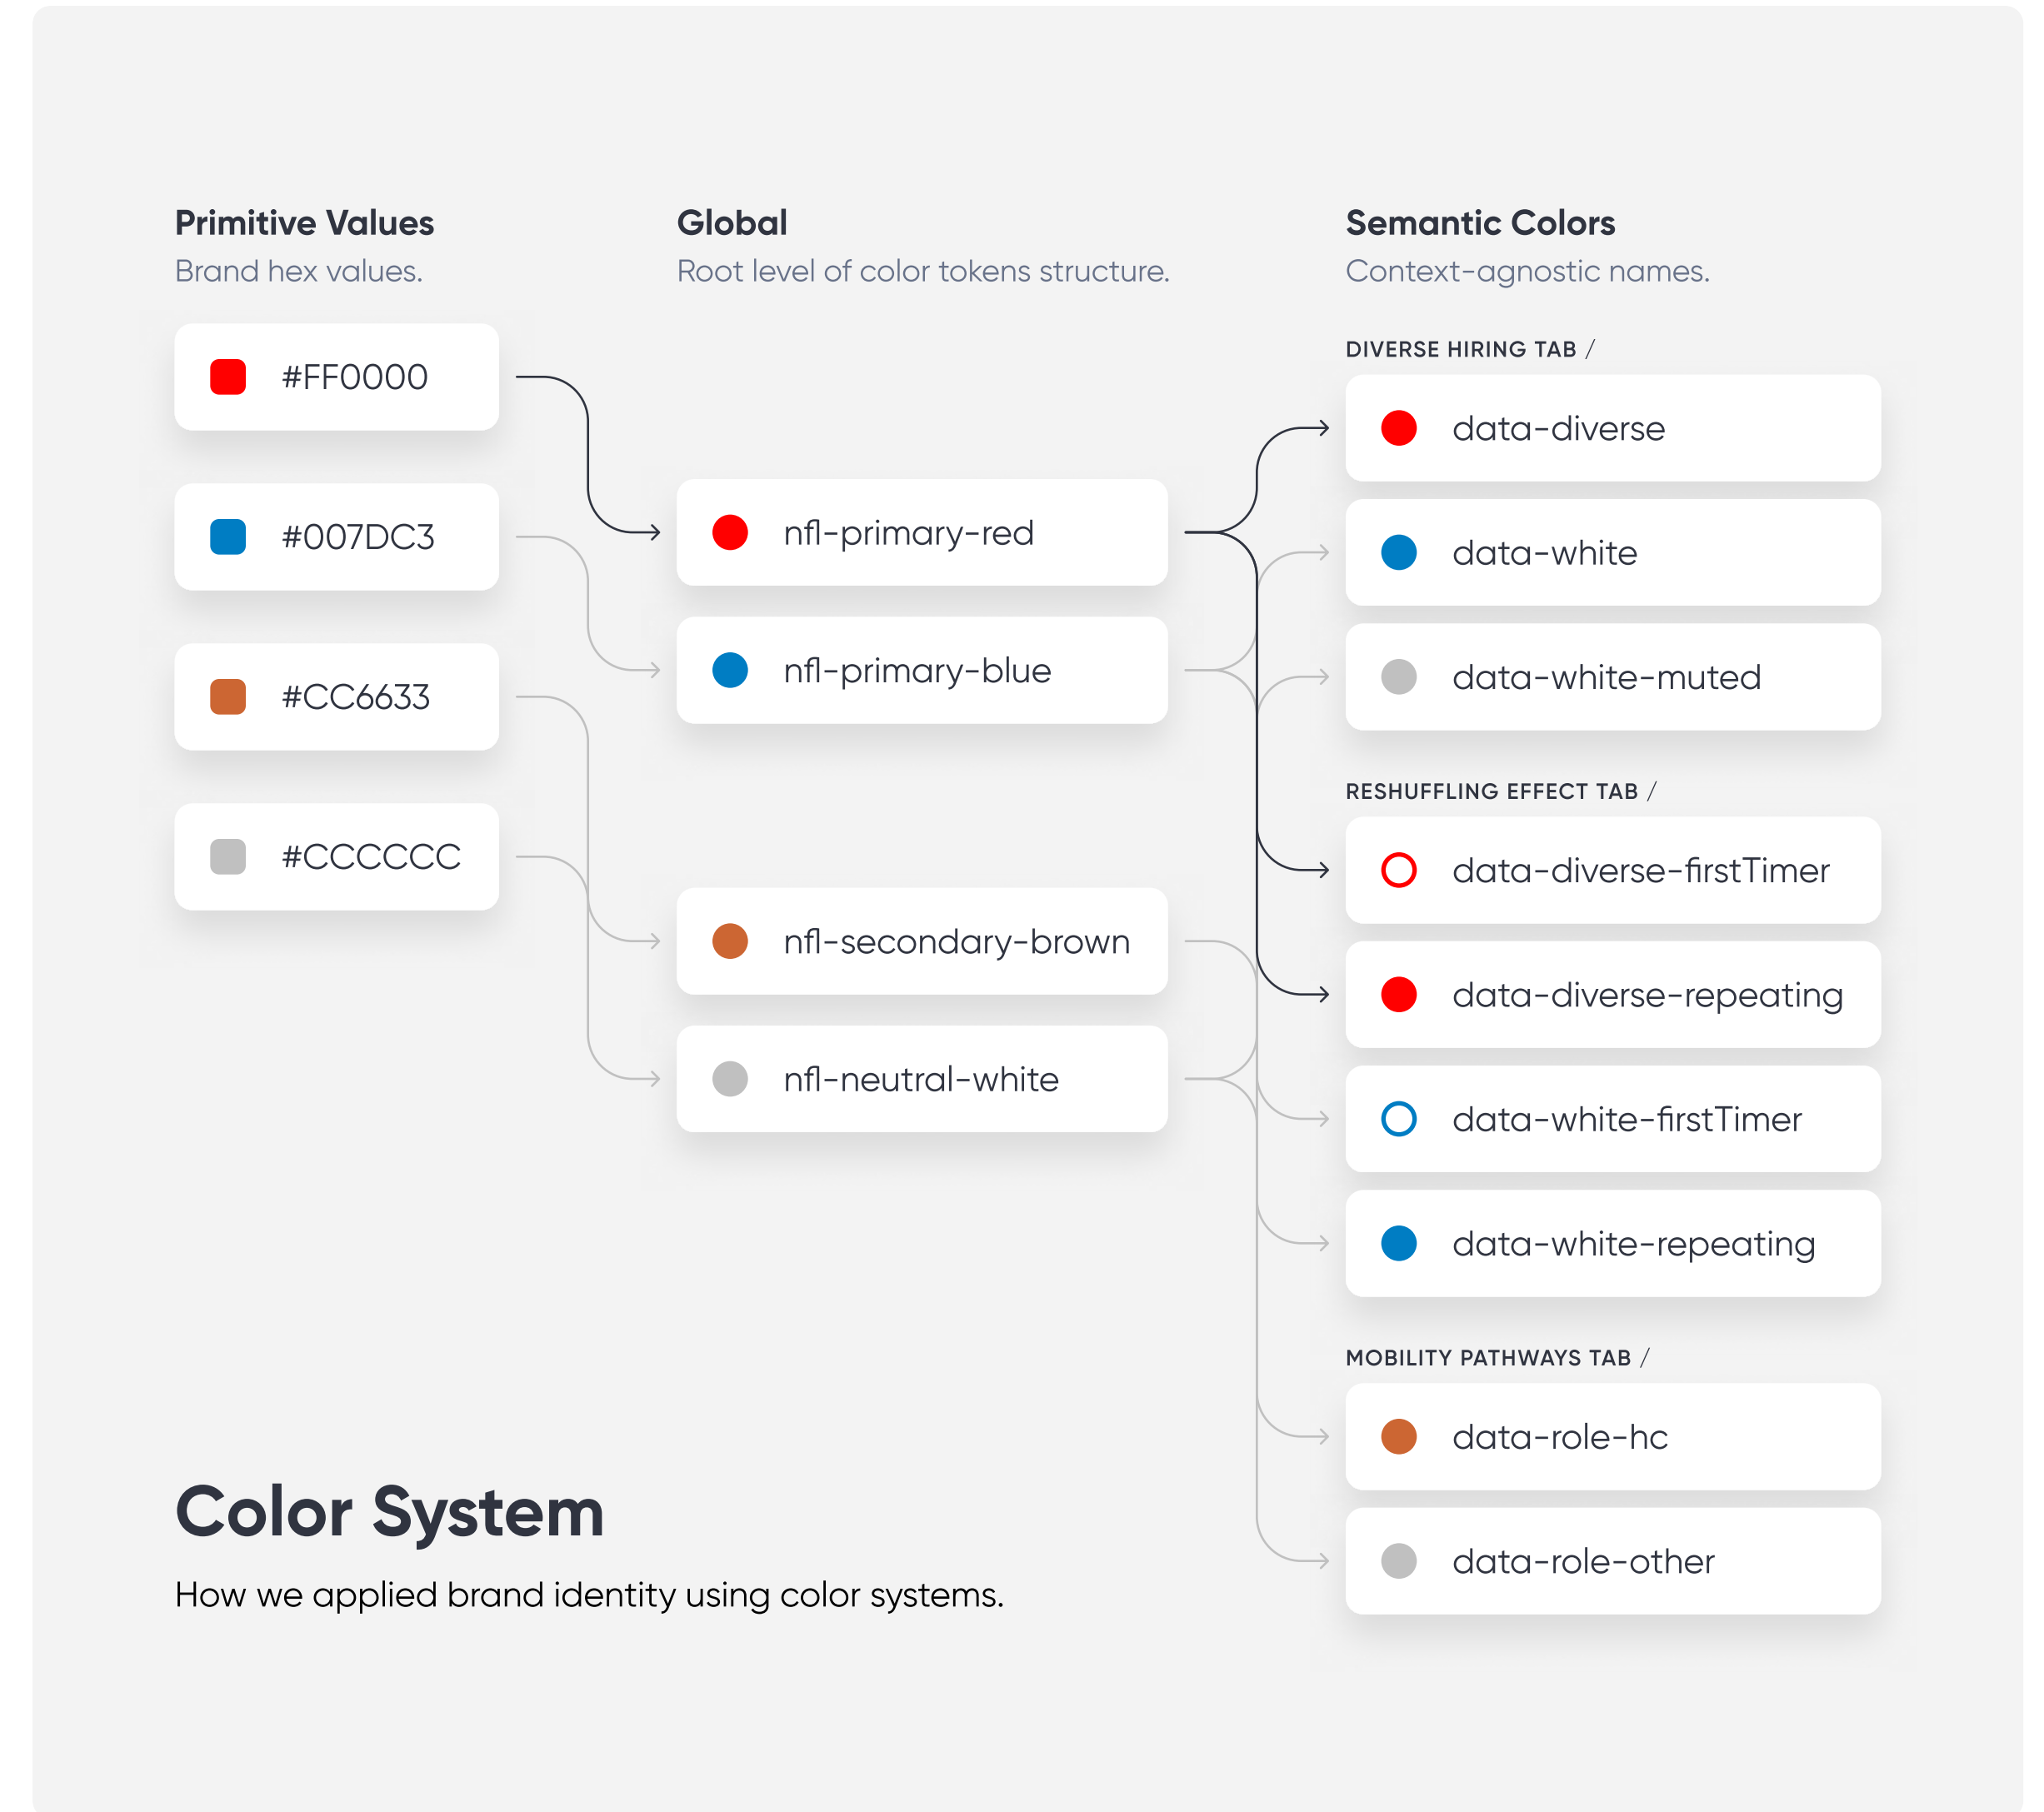 Primitive Values
Brand hex values.
#FF0000
#007DC3
#CC6633
#CCCCCC
Global
Root level of color tokens structure.
nfl-primary-red
nfl-primary-blue
nfl-secondary-brown
nfl-neutral-white
Semantic Colors
Context-agnostic names.
DIVERSE HIRING TAB /
data-diverse
data-white
data-white-muted
RESHUFFLING EFFECT TAB /
data-diverse-firstTimer
data-diverse-repeating
data-white-firstTimer
data-white-repeating
MOBILITY PATHWAYS TAB /
data-role-hc
data-role-other
Color System
How we applied brand identity using color systems.